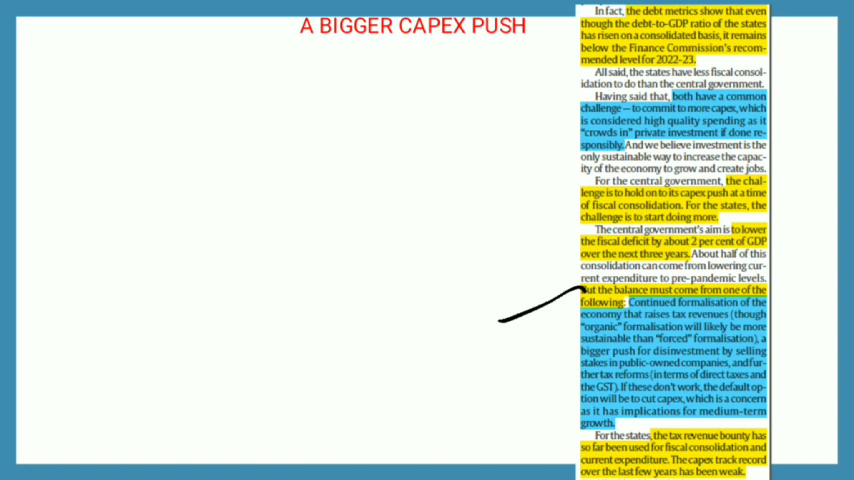 A BIGGER CAPEX PUSH
In fact, the debt metrics show that even
though the debt-to-GDP ratio of the states
has risen on a consolidated basis, it remains
below the Finance Commission's recom-
mended level for 2022-23.
All said, the states have less fiscal consol-
idation to do than the central government.
Having said that, both have a common
challenge — to commit to more capex, which
is considered high quality spending as it
"crowds in" private investment if done re-
sponsibly. And we believe investment is the
only sustainable way to increase the capac-
ity of the economy to grow and create jobs.
For the central government, the chal-
lenge is to hold on to its capex push at a time
of fiscal consolidation. For the states, the
challenge is to start doing more.
The central government's aim is to lower
the fiscal deficit by about 2 per cent of GDP
over the next three years. About half of this
consolidation can come from lowering cur-
rent expenditure to pre-pandemic levels.
But the balance must come from one of the
following: Continued formalisation of the
economy that raises tax revenues (though
"organic" formalisation will likely be more
sustainable than "forced" formalisation), a
bigger push for disinvestment by selling
stakes in public-owned companies, and fur-
ther tax reforms (in terms of direct taxes and
the GST). If these don't work, the default op-
tion will be to cut capex, which is a concern
as it has implications for medium-term
growth.
For the states, the tax revenue bounty has
so far been used for fiscal consolidation and
current expenditure. The capex track record
over the last few years has been weak.